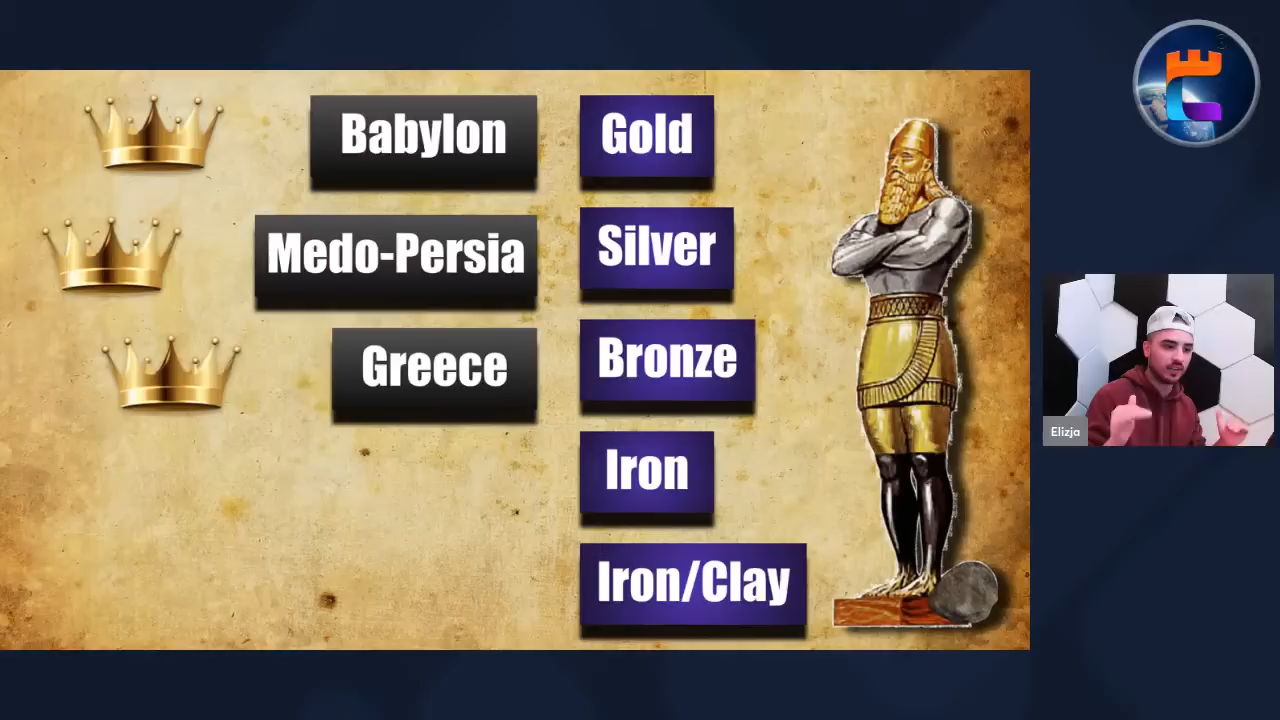 Babylon
Gold
Medo-Persia
Silver
Greece
Bronze
Iron
Iron/Clay
Elizja